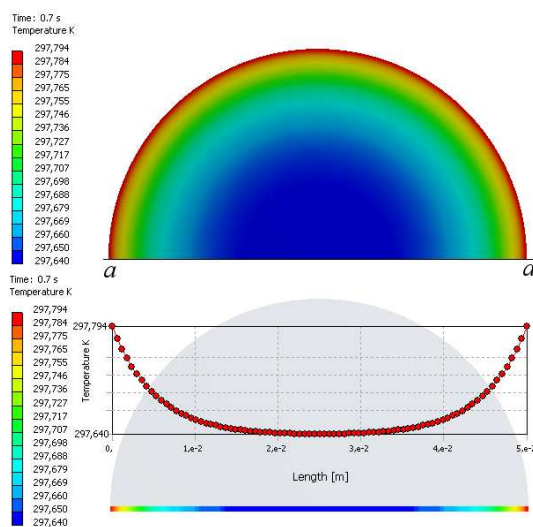 Time: 0.7 s
Temperature K
297,794
297,784
297,775
297,765
297,755
297,746
297,736
297,727
297,717
297,707
297,698
297,688
297,679
297,669
297,660
297,650
297,640
a
a
Time: 0.7 s
Temperature K
297,794
297,784
297,775
297,765
297,755
297,746
297,736
297,727
297,717
297,707
297,698
297,688
297,679
297,669
297,660
297,650
297,640
297,794
Temperature K
297,640
0,
1,e-2
2,e-2
3,e-2
4,e-2
5,e-2
Length [m]